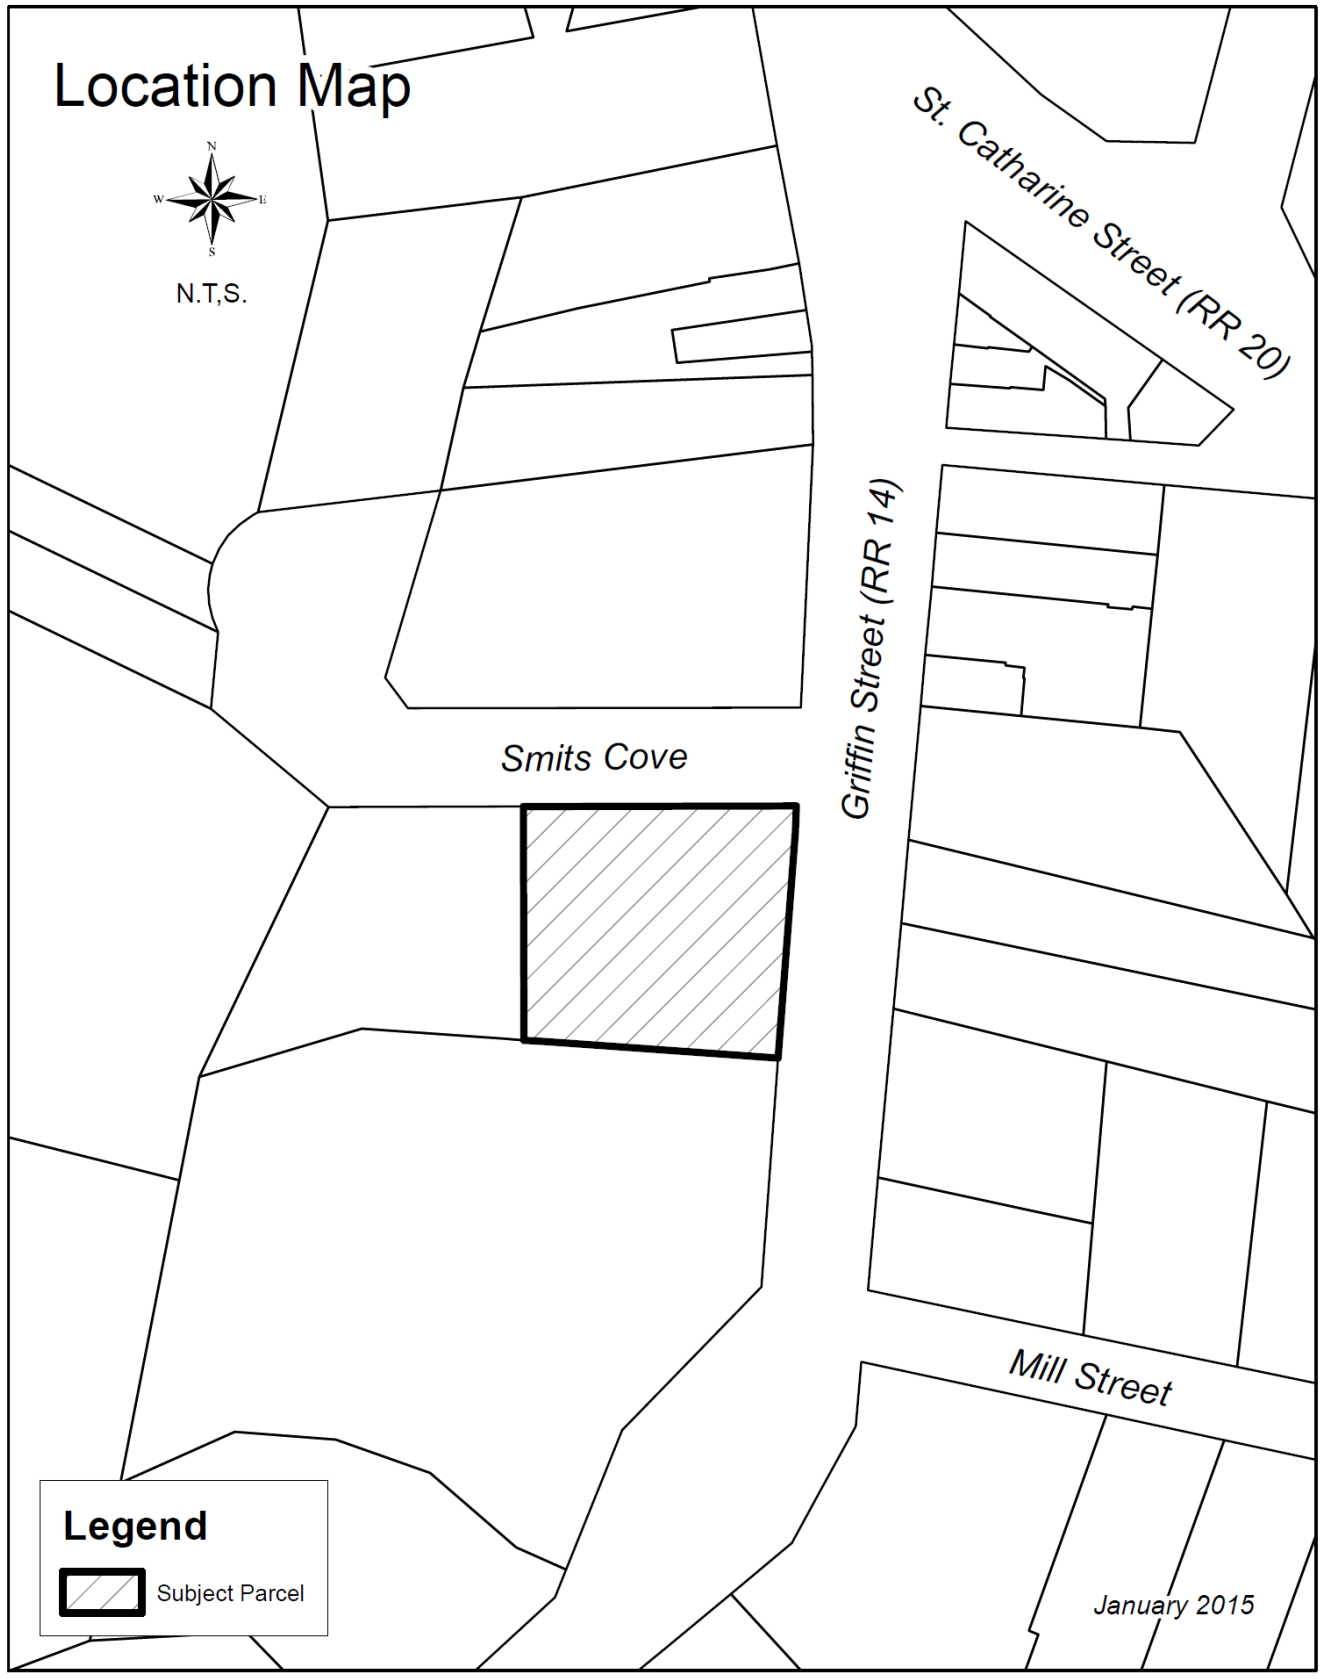 Location Map
N
W E
S
N.T,S.
St. Catharine Street (RR 20)
Griffin Street (RR 14)
Smits Cove
Mill Street
Legend
Subject Parcel
January 2015